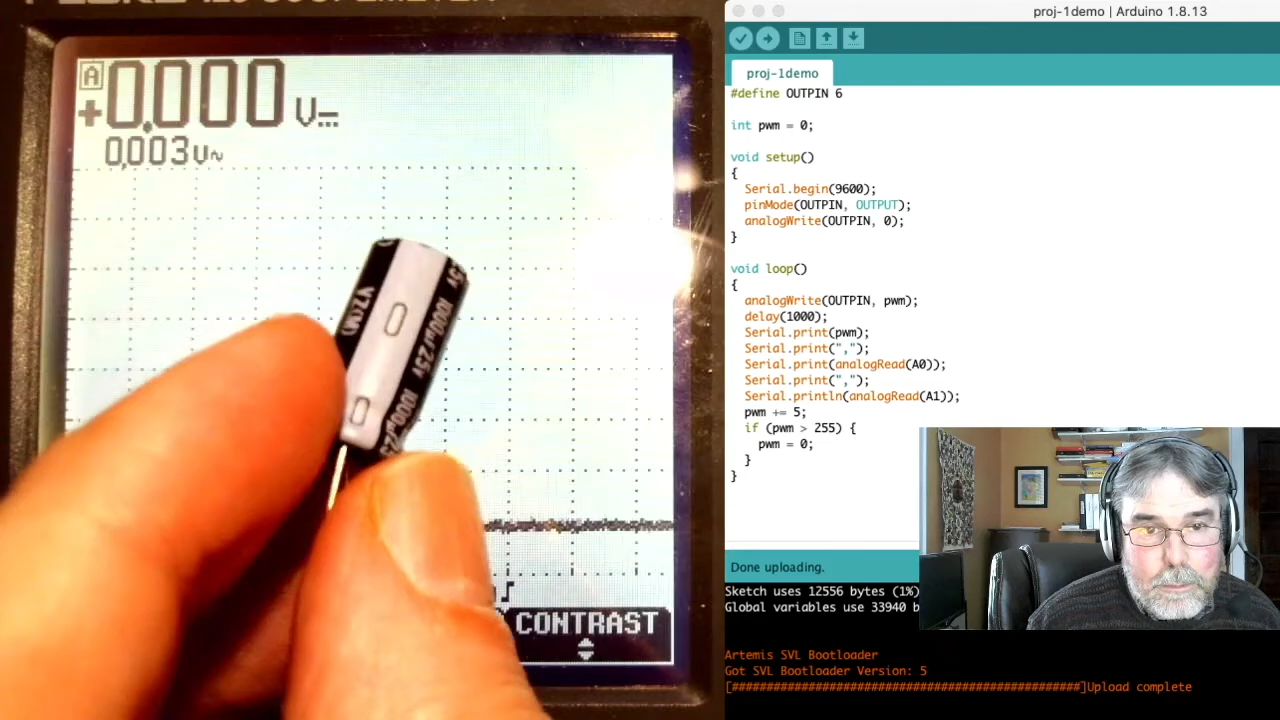 A
+0,000 V
0,003 V~
1000µF25V 1000µF25
V7(M)
CONTRAST
proj-1demo | Arduino 1.8.13
proj-1demo
#define OUTPIN 6
int pwm = 0;
void setup()
{
Serial.begin(9600);
pinMode(OUTPIN, OUTPUT);
analogWrite(OUTPIN, 0);
}
void loop()
{
analogWrite(OUTPIN, pwm);
delay(1000);
Serial.print(pwm);
Serial.print(",");
Serial.print(analogRead(A0));
Serial.print(",");
Serial.println(analogRead(A1));
pwm += 5;
if (pwm > 255) {
pwm = 0;
}
}
Done uploading.
Sketch uses 12556 bytes (1%)
Global variables use 33940 b
Artemis SVL Bootloader
Got SVL Bootloader Version: 5
[##################################################]Upload complete